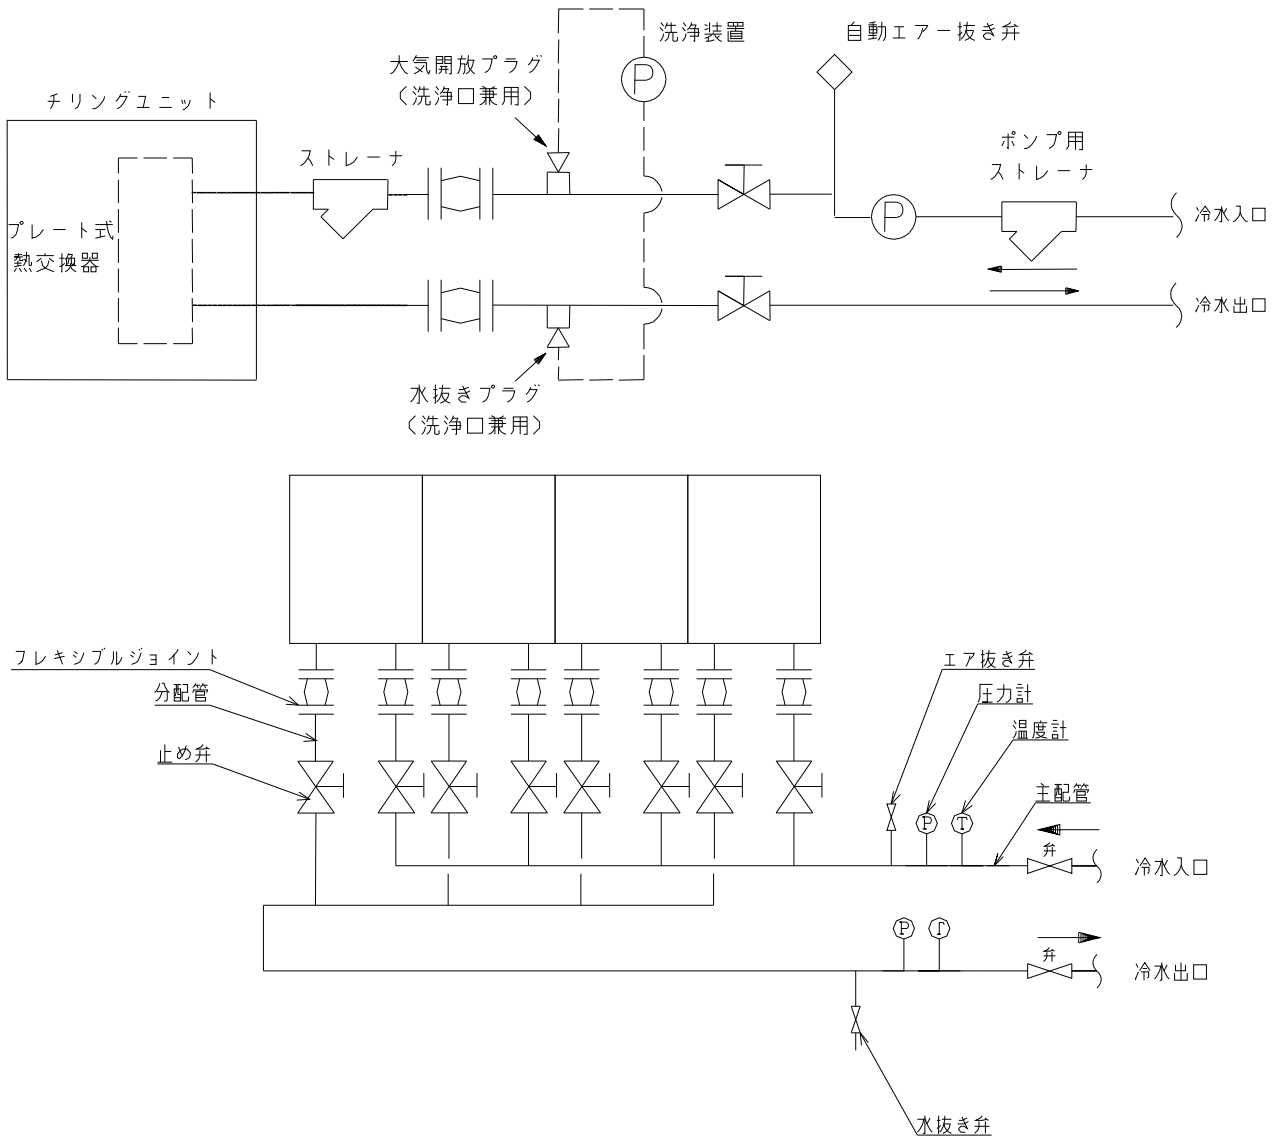 洗浄装置
自動エアー抜き弁
大気開放プラグ
(洗浄口兼用)
P
チリングユニット
ストレーナ
ポンプ用
ストレーナ
プレート式
熱交換器
P
冷水入口
冷水出口
水抜きプラグ
(洗浄口兼用)
フレキシブルジョイント
分配管
止め弁
エア抜き弁
圧力計
温度計
主配管
P
T
弁
冷水入口
P
T
弁
冷水出口
水抜き弁